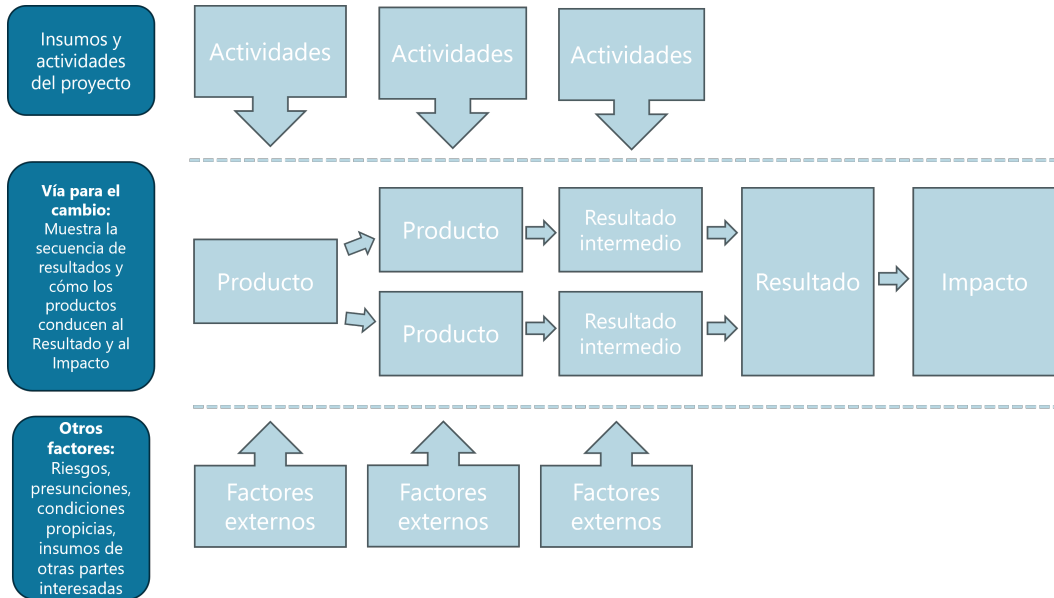 Insumos y
actividades
del proyecto
Actividades
Actividades
Actividades
Vía para el
cambio:
Muestra la
secuencia de
resultados y
cómo los
productos
conducen al
Resultado y al
Impacto
Producto
Producto
Resultado
intermedio
Producto
Resultado
intermedio
Resultado
Impacto
Otros
factores:
Riesgos,
presunciones,
condiciones
propicias,
insumos de
otras partes
interesadas
Factores
externos
Factores
externos
Factores
externos